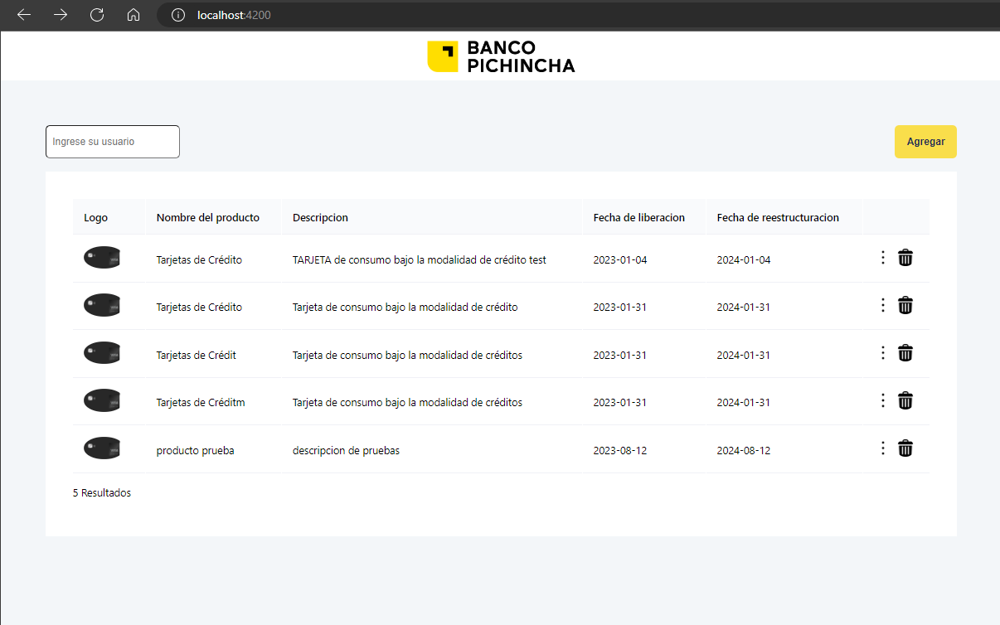 localhost:4200
BANCO
PICHINCHA
Ingrese su usuario
Agregar
Logo Nombre del producto Descripcion Fecha de liberacion Fecha de reestructuracion
Tarjetas de Crédito TARJETA de consumo bajo la modalidad de crédito test 2023-01-04 2024-01-04
Tarjetas de Crédito Tarjeta de consumo bajo la modalidad de crédito 2023-01-31 2024-01-31
Tarjetas de Crédit Tarjeta de consumo bajo la modalidad de créditos 2023-01-31 2024-01-31
Tarjetas de Créditm Tarjeta de consumo bajo la modalidad de créditos 2023-01-31 2024-01-31
producto prueba descripcion de pruebas 2023-08-12 2024-08-12
5 Resultados